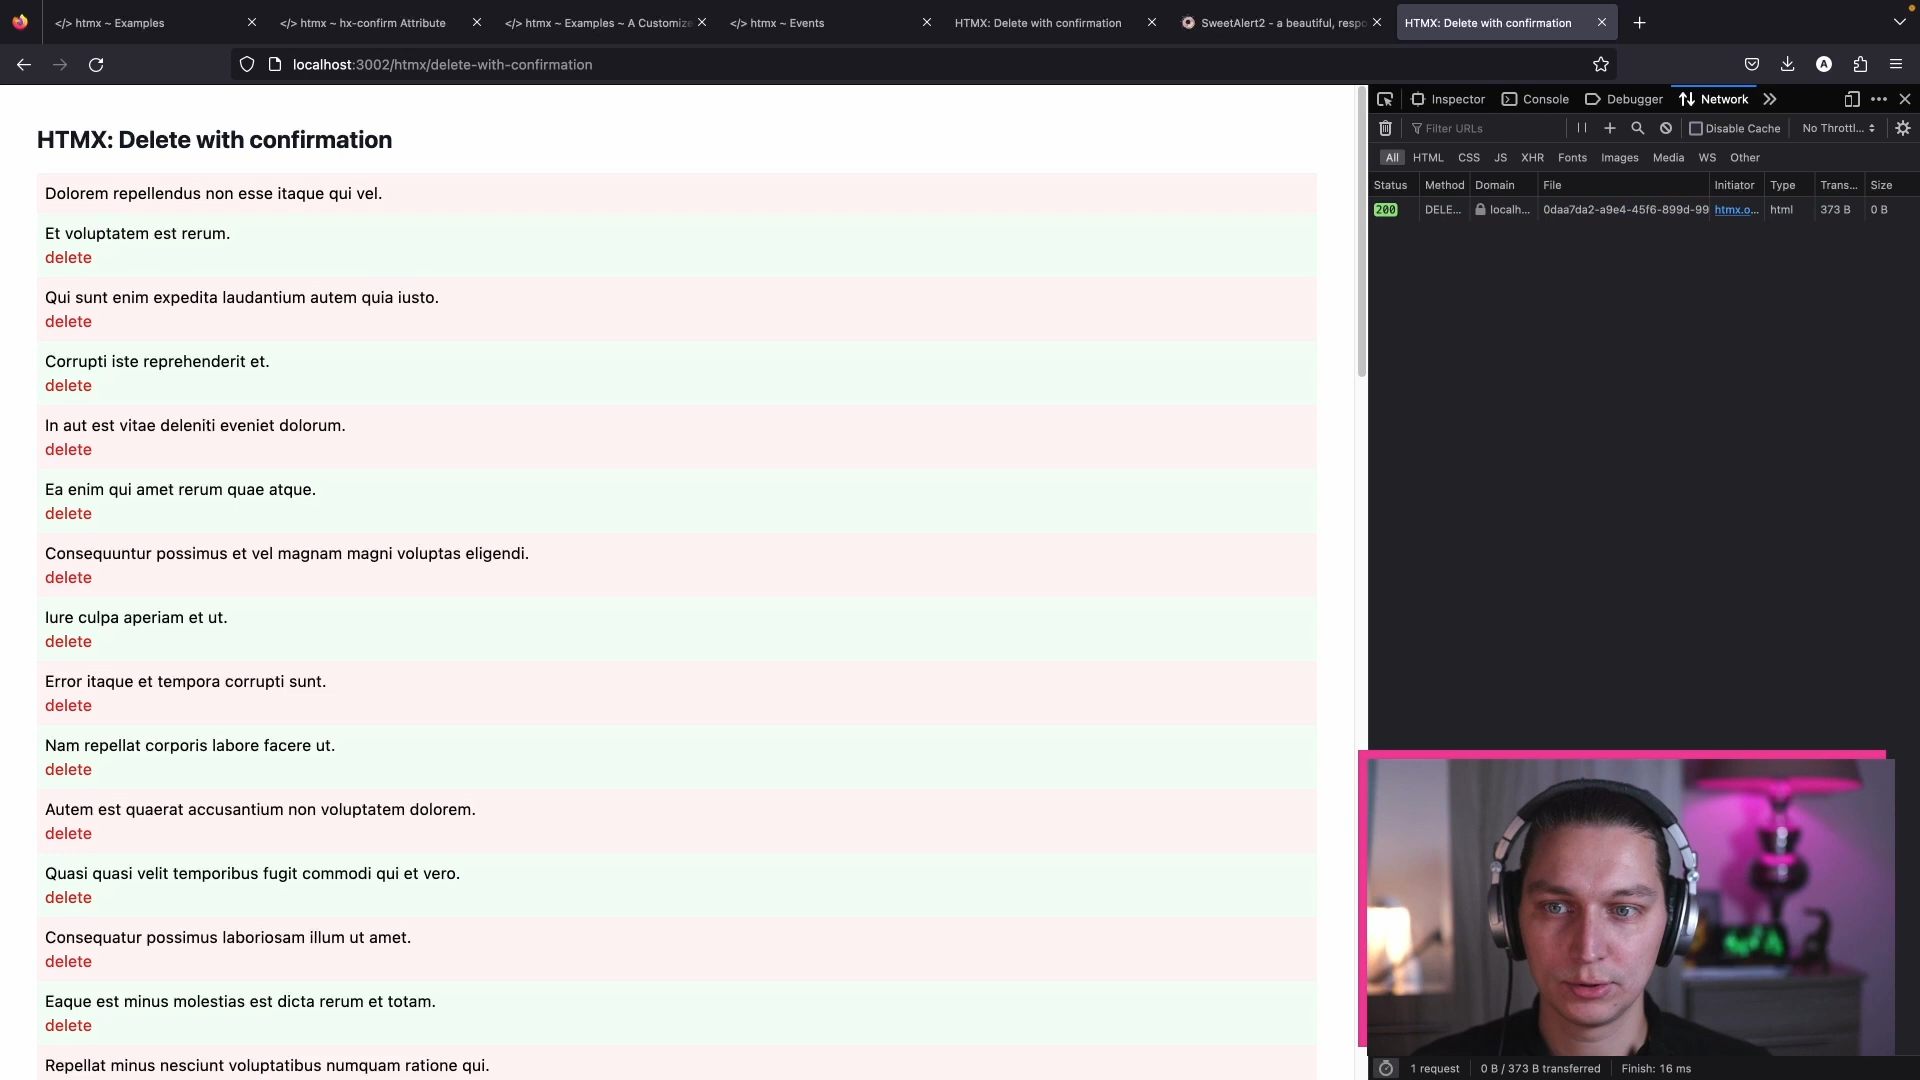 </> htmx ~ Examples
</> htmx ~ hx-confirm Attribute
</> htmx ~ Examples ~ A Customize
</> htmx ~ Events
HTMX: Delete with confirmation
SweetAlert2 - a beautiful, respo
HTMX: Delete with confirmation
localhost:3002/htmx/delete-with-confirmation
A
HTMX: Delete with confirmation
Dolorem repellendus non esse itaque qui vel.
Et voluptatem est rerum.
delete
Qui sunt enim expedita laudantium autem quia iusto.
delete
Corrupti iste reprehenderit et.
delete
In aut est vitae deleniti eveniet dolorum.
delete
Ea enim qui amet rerum quae atque.
delete
Consequuntur possimus et vel magnam magni voluptas eligendi.
delete
Iure culpa aperiam et ut.
delete
Error itaque et tempora corrupti sunt.
delete
Nam repellat corporis labore facere ut.
delete
Autem est quaerat accusantium non voluptatem dolorem.
delete
Quasi quasi velit temporibus fugit commodi qui et vero.
delete
Consequatur possimus laboriosam illum ut amet.
delete
Eaque est minus molestias est dicta rerum et totam.
delete
Repellat minus nesciunt voluptatibus numquam ratione qui.
Inspector Console Debugger Network
Filter URLs Disable Cache No Throttl...
All HTML CSS JS XHR Fonts Images Media WS Other
Status Method Domain File Initiator Type Trans... Size
200 DELE... localh... 0daa7da2-a9e4-45f6-899d-99 htmx.o... html 373 B 0 B
1 request 0 B / 373 B transferred Finish: 16 ms